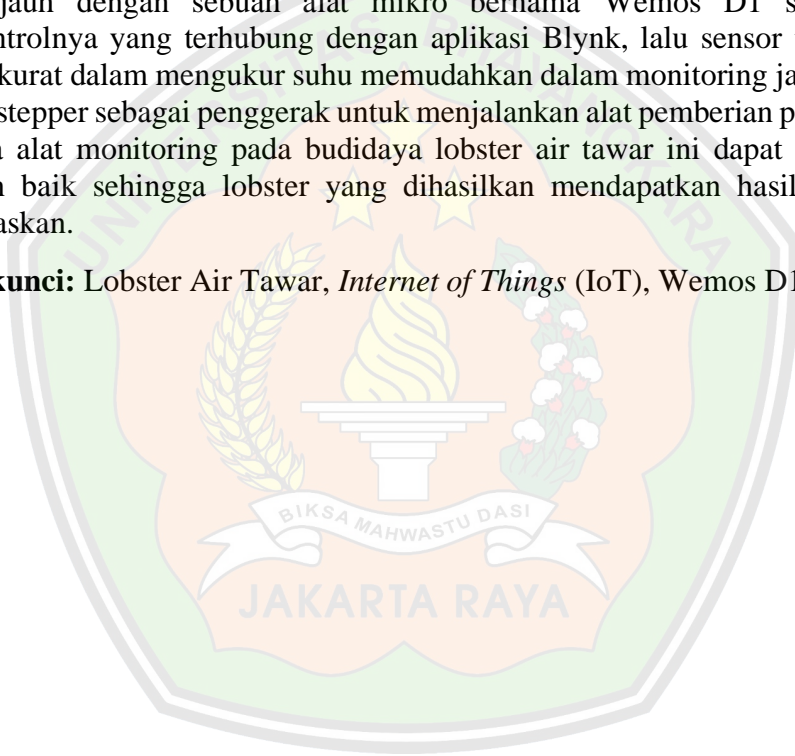 jauh dengan sebuah alat mikro bernama Wemos D1 s
ntrolnya yang terhubung dengan aplikasi Blynk, lalu sensor
kurat dalam mengukur suhu memudahkan dalam monitoring ja
stepper sebagai penggerak untuk menjalankan alat pemberian p
alat monitoring pada budidaya lobster air tawar ini dapat
baik sehingga lobster yang dihasilkan mendapatkan hasil
askan.
kunci: Lobster Air Tawar, Internet of Things (IoT), Wemos D1
UNIVERSITAS BHAYANGKARA
BIKSA MAHWASTU DASI
JAKARTA RAYA